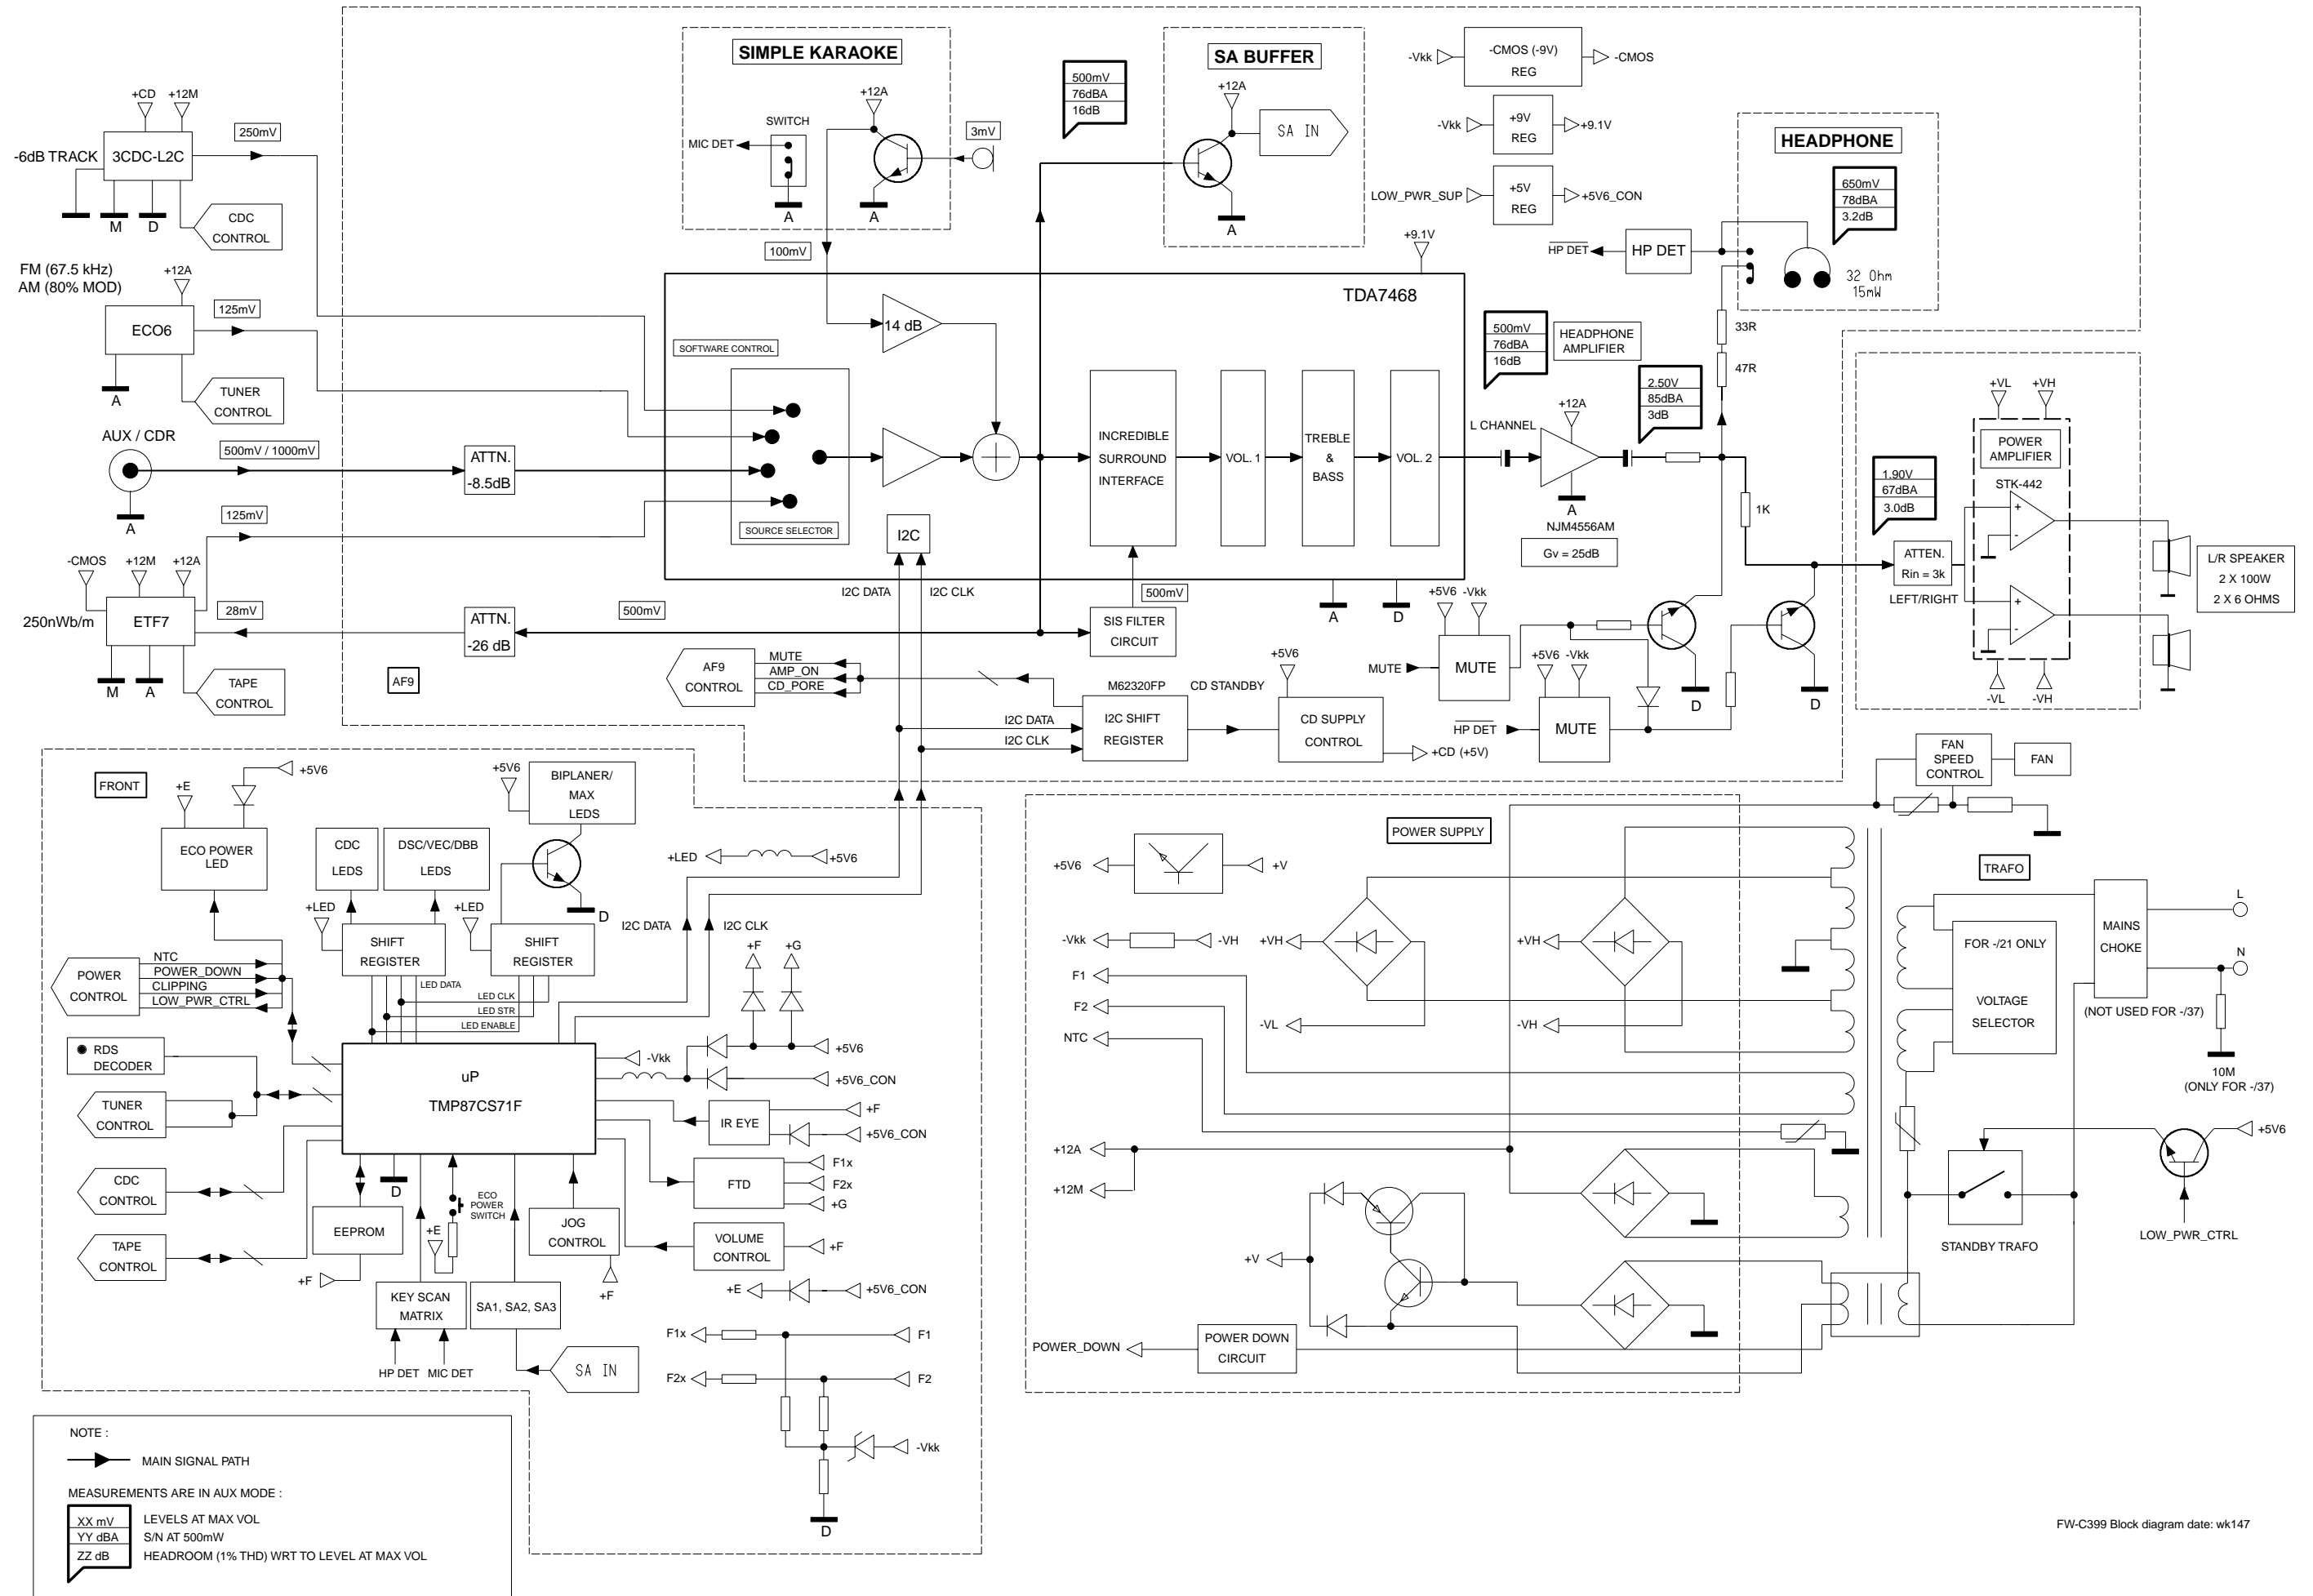 SIMPLE KARAOKE
+12A
SWITCH
MIC DET
3mV
A
A
100mV
500mV
76dBA
16dB
SA BUFFER
+12A
SA IN
A
-Vkk
-CMOS (-9V)
REG
-CMOS
-Vkk
+9V
REG
+9.1V
LOW_PWR_SUP
+5V
REG
+5V6_CON
HEADPHONE
650mV
78dBA
3.2dB
HP DET
HP DET
32 Ohm
15mW
33R
47R
+CD
+12M
250mV
-6dB TRACK
3CDC-L2C
M
D
CDC
CONTROL
FM (67.5 kHz)
AM (80% MOD)
+12A
125mV
ECO6
A
TUNER
CONTROL
AUX / CDR
500mV / 1000mV
ATTN.
-8.5dB
A
125mV
-CMOS
+12M
+12A
28mV
250nWb/m
ETF7
M
A
TAPE
CONTROL
ATTN.
-26 dB
500mV
AF9
+9.1V
TDA7468
14 dB
SOFTWARE CONTROL
SOURCE SELECTOR
INCREDIBLE
SURROUND
INTERFACE
VOL. 1
TREBLE
&
BASS
VOL. 2
I2C
I2C DATA
I2C CLK
500mV
A
D
SIS FILTER
CIRCUIT
500mV
76dBA
16dB
HEADPHONE
AMPLIFIER
2.50V
85dBA
3dB
+12A
L CHANNEL
A
NJM4556AM
Gv = 25dB
1K
1.90V
67dBA
3.0dB
+VL
+VH
POWER
AMPLIFIER
STK-442
+
-
+
-
ATTEN.
Rin = 3k
LEFT/RIGHT
-VL
-VH
L/R SPEAKER
2 X 100W
2 X 6 OHMS
+5V6
-Vkk
MUTE
MUTE
+5V6
-Vkk
HP DET
MUTE
D
D
AF9
CONTROL
MUTE
AMP_ON
CD_PORE
M62320FP
I2C DATA
I2C CLK
I2C SHIFT
REGISTER
CD STANDBY
+5V6
CD SUPPLY
CONTROL
+CD (+5V)
FAN
SPEED
CONTROL
FAN
FRONT
+E
+5V6
ECO POWER
LED
+5V6
BIPLANER/
MAX
LEDS
CDC
LEDS
DSC/VEC/DBB
LEDS
+LED
+LED
D
SHIFT
REGISTER
SHIFT
REGISTER
LED DATA
LED CLK
LED STR
LED ENABLE
+LED
+5V6
I2C DATA
I2C CLK
POWER
CONTROL
NTC
POWER_DOWN
CLIPPING
LOW_PWR_CTRL
RDS
DECODER
TUNER
CONTROL
CDC
CONTROL
TAPE
CONTROL
uP
TMP87CS71F
-Vkk
+F
+G
+5V6
+5V6_CON
IR EYE
+F
+5V6_CON
FTD
F1x
F2x
+G
VOLUME
CONTROL
+F
+E
+5V6_CON
D
EEPROM
+F
ECO
POWER
SWITCH
+E
KEY SCAN
MATRIX
HP DET
MIC DET
SA1, SA2, SA3
SA IN
JOG
CONTROL
+F
F1x
F1
F2x
F2
-Vkk
D
POWER SUPPLY
+5V6
+V
-Vkk
-VH
+VH
+VH
F1
F2
-VL
-VH
NTC
+12A
+12M
+V
POWER_DOWN
POWER DOWN
CIRCUIT
TRAFO
FOR -/21 ONLY
VOLTAGE
SELECTOR
MAINS
CHOKE
(NOT USED FOR -/37)
L
N
10M
(ONLY FOR -/37)
+5V6
STANDBY TRAFO
LOW_PWR_CTRL
NOTE :
MAIN SIGNAL PATH
MEASUREMENTS ARE IN AUX MODE :
XX mV
LEVELS AT MAX VOL
YY dBA
S/N AT 500mW
ZZ dB
HEADROOM (1% THD) WRT TO LEVEL AT MAX VOL
FW-C399 Block diagram date: wk147